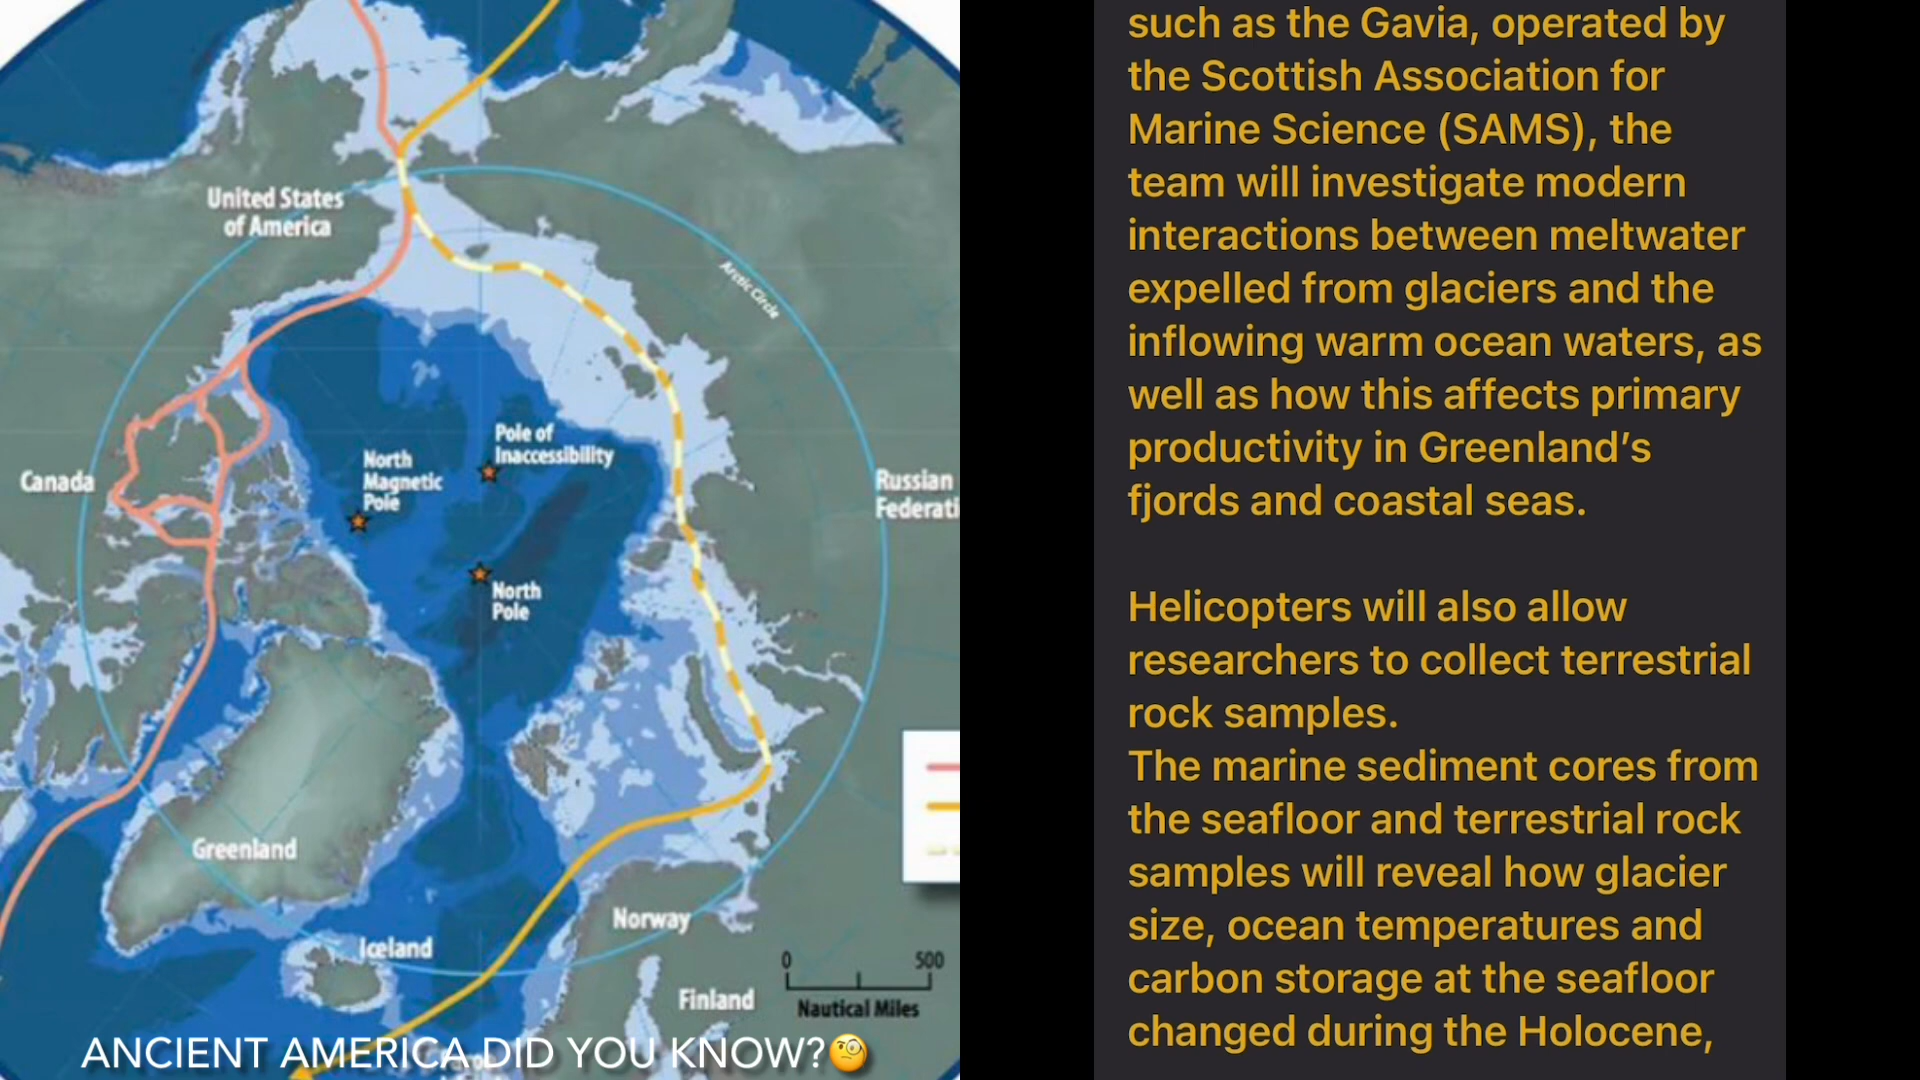 United States
of America
Arctic Circle
Pole of
Inaccessibility
North
Magnetic
Pole
Canada
Russian
Federati
North
Pole
Greenland
Norway
Iceland
Finland
0 500
Nautical Miles
ANCIENT AMERICA DID YOU KNOW?🧐
such as the Gavia, operated by
the Scottish Association for
Marine Science (SAMS), the
team will investigate modern
interactions between meltwater
expelled from glaciers and the
inflowing warm ocean waters, as
well as how this affects primary
productivity in Greenland’s
fjords and coastal seas.
Helicopters will also allow
researchers to collect terrestrial
rock samples.
The marine sediment cores from
the seafloor and terrestrial rock
samples will reveal how glacier
size, ocean temperatures and
carbon storage at the seafloor
changed during the Holocene,